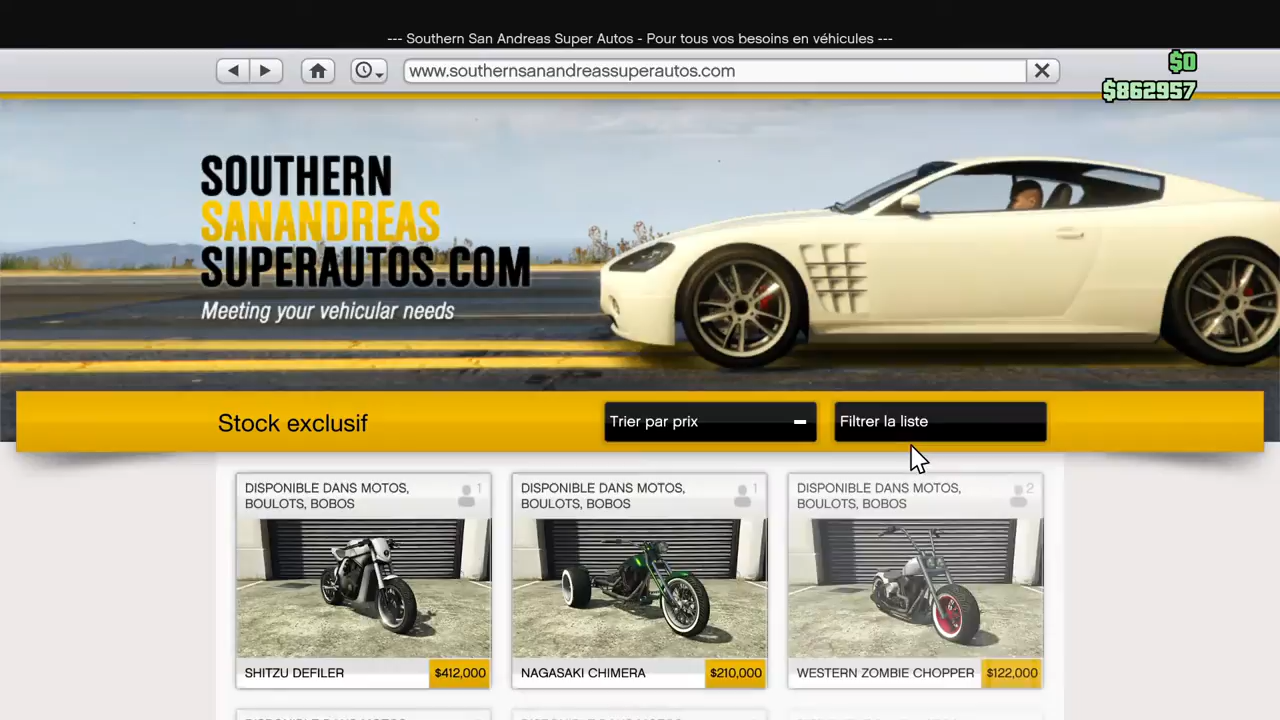 --- Southern San Andreas Super Autos - Pour tous vos besoins en véhicules ---
www.southernsanandreassuperautos.com
$0
$862957
SOUTHERN
SANANDREAS
SUPERAUTOS.COM
Meeting your vehicular needs
Stock exclusif
Trier par prix
Filtrer la liste
DISPONIBLE DANS MOTOS,
BOULOTS, BOBOS
1
DISPONIBLE DANS MOTOS,
BOULOTS, BOBOS
1
DISPONIBLE DANS MOTOS,
BOULOTS, BOBOS
2
SHITZU DEFILER
$412,000
NAGASAKI CHIMERA
$210,000
WESTERN ZOMBIE CHOPPER
$122,000